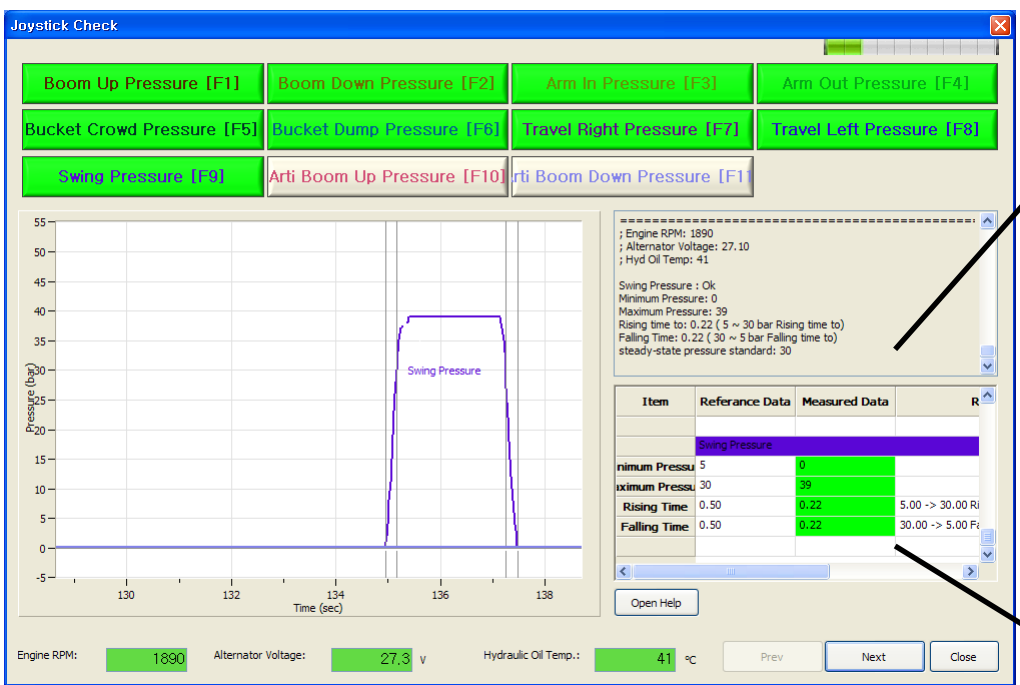 Joystick Check
Boom Up Pressure [F1]
Boom Down Pressure [F2]
Arm In Pressure [F3]
Arm Out Pressure [F4]
Bucket Crowd Pressure [F5]
Bucket Dump Pressure [F6]
Travel Right Pressure [F7]
Travel Left Pressure [F8]
Swing Pressure [F9]
Arti Boom Up Pressure [F10]
rti Boom Down Pressure [F11
55
50
45
40
35
30
25
20
15
10
5
0
-5
Pressure (bar)
Swing Pressure
130 132 134 136 138
Time (sec)
================================================
; Engine RPM: 1890
; Alternator Voltage: 27.10
; Hyd Oil Temp: 41
Swing Pressure : Ok
Minimum Pressure: 0
Maximum Pressure: 39
Rising time to: 0.22 ( 5 ~ 30 bar Rising time to)
Falling Time: 0.22 ( 30 ~ 5 bar Falling time to)
steady-state pressure standard: 30
Item Referance Data Measured Data R
Swing Pressure
nimum Pressu 5 0
aximum Pressu 30 39
Rising Time 0.50 0.22 5.00 -> 30.00 Ri
Falling Time 0.50 0.22 30.00 -> 5.00 Fa
Open Help
Engine RPM: 1890 Alternator Voltage: 27,3 V Hydraulic Oil Temp.: 41 ºC
Prev
Next
Close